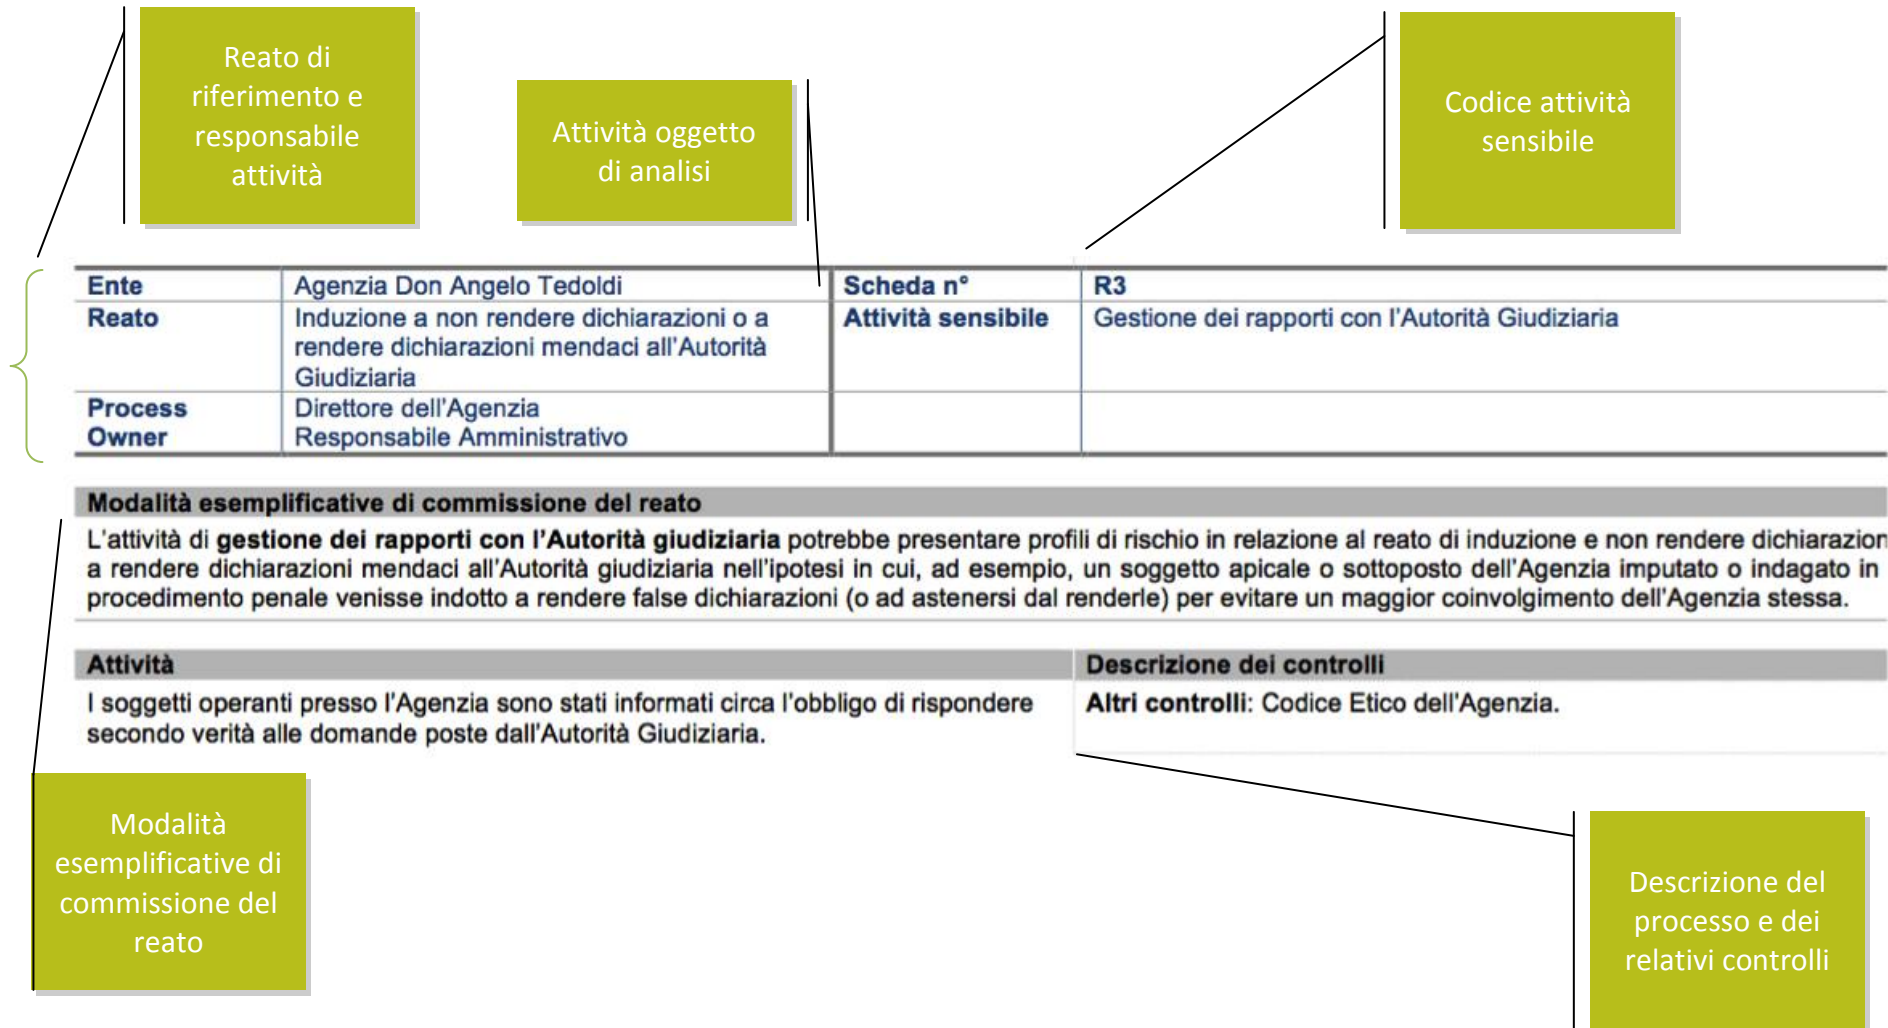 Reato di
riferimento e
responsabile
attività
Attività oggetto
di analisi
Codice attività
sensibile
Ente Agenzia Don Angelo Tedoldi Scheda n° R3
Reato Induzione a non rendere dichiarazioni o a Attività sensibile Gestione dei rapporti con l'Autorità Giudiziaria
rendere dichiarazioni mendaci all'Autorità
Giudiziaria
Process Direttore dell'Agenzia
Owner Responsabile Amministrativo
Modalità esemplificative di commissione del reato
L'attività di gestione dei rapporti con l'Autorità giudiziaria potrebbe presentare profili di rischio in relazione al reato di induzione e non rendere dichiarazion
a rendere dichiarazioni mendaci all'Autorità giudiziaria nell'ipotesi in cui, ad esempio, un soggetto apicale o sottoposto dell'Agenzia imputato o indagato in
procedimento penale venisse indotto a rendere false dichiarazioni (o ad astenersi dal renderle) per evitare un maggior coinvolgimento dell'Agenzia stessa.
Attività Descrizione dei controlli
I soggetti operanti presso l'Agenzia sono stati informati circa l'obbligo di rispondere Altri controlli: Codice Etico dell'Agenzia.
secondo verità alle domande poste dall'Autorità Giudiziaria.
Modalità
esemplificative di
commissione del
reato
Descrizione del
processo e dei
relativi controlli